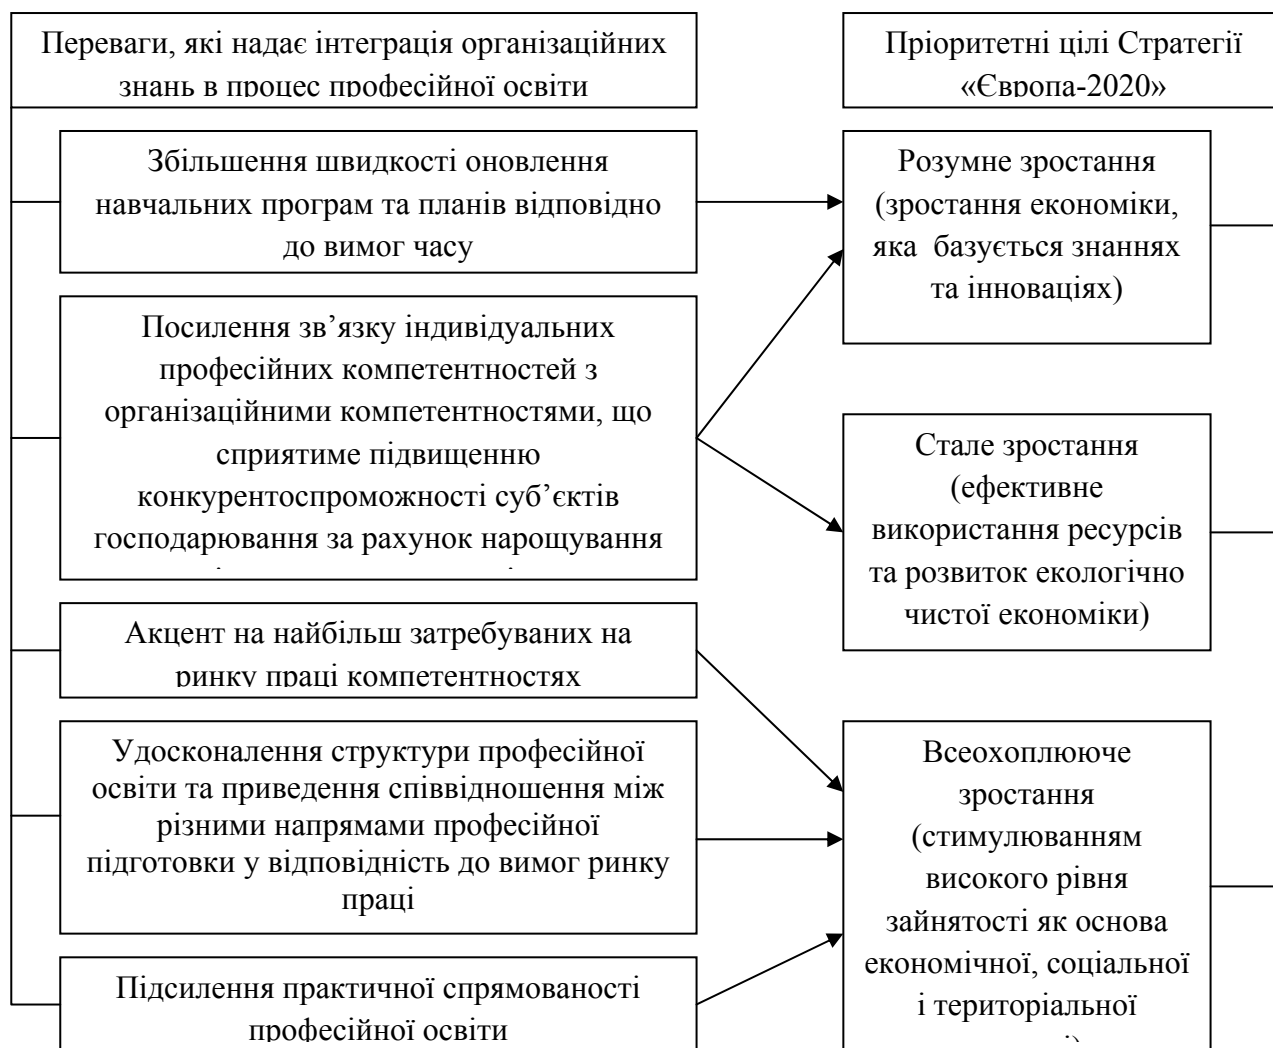 Переваги, які надає інтеграція організаційних
знань в процес професійної освіти
Збільшення швидкості оновлення
навчальних програм та планів відповідно
до вимог часу
Посилення зв’язку індивідуальних
професійних компетентностей з
організаційними компетентностями, що
сприятиме підвищенню
конкурентоспроможності суб’єктів
господарювання за рахунок нарощування
Акцент на найбільш затребуваних на
ринку праці компетентностях
Удосконалення структури професійної
освіти та приведення співвідношення між
різними напрямами професійної
підготовки у відповідність до вимог ринку
праці
Підсилення практичної спрямованості
професійної освіти
Пріоритетні цілі Стратегії
«Європа-2020»
Розумне зростання
(зростання економіки,
яка базується знаннях
та інноваціях)
Стале зростання
(ефективне
використання ресурсів
та розвиток екологічно
чистої економіки)
Всеохоплююче
зростання
(стимулюванням
високого рівня
зайнятості як основа
економічної, соціальної
і територіальної